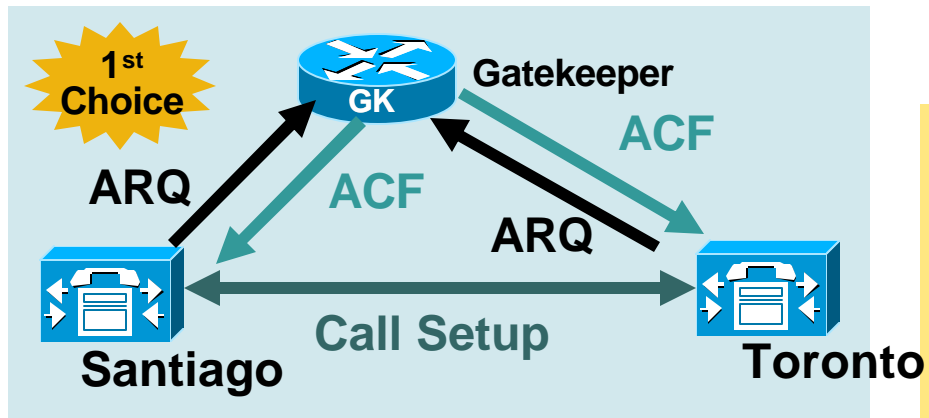 1st
Choice
GK
Gatekeeper
ACF
ARQ
ACF
ARQ
Call Setup
Santiago
Toronto